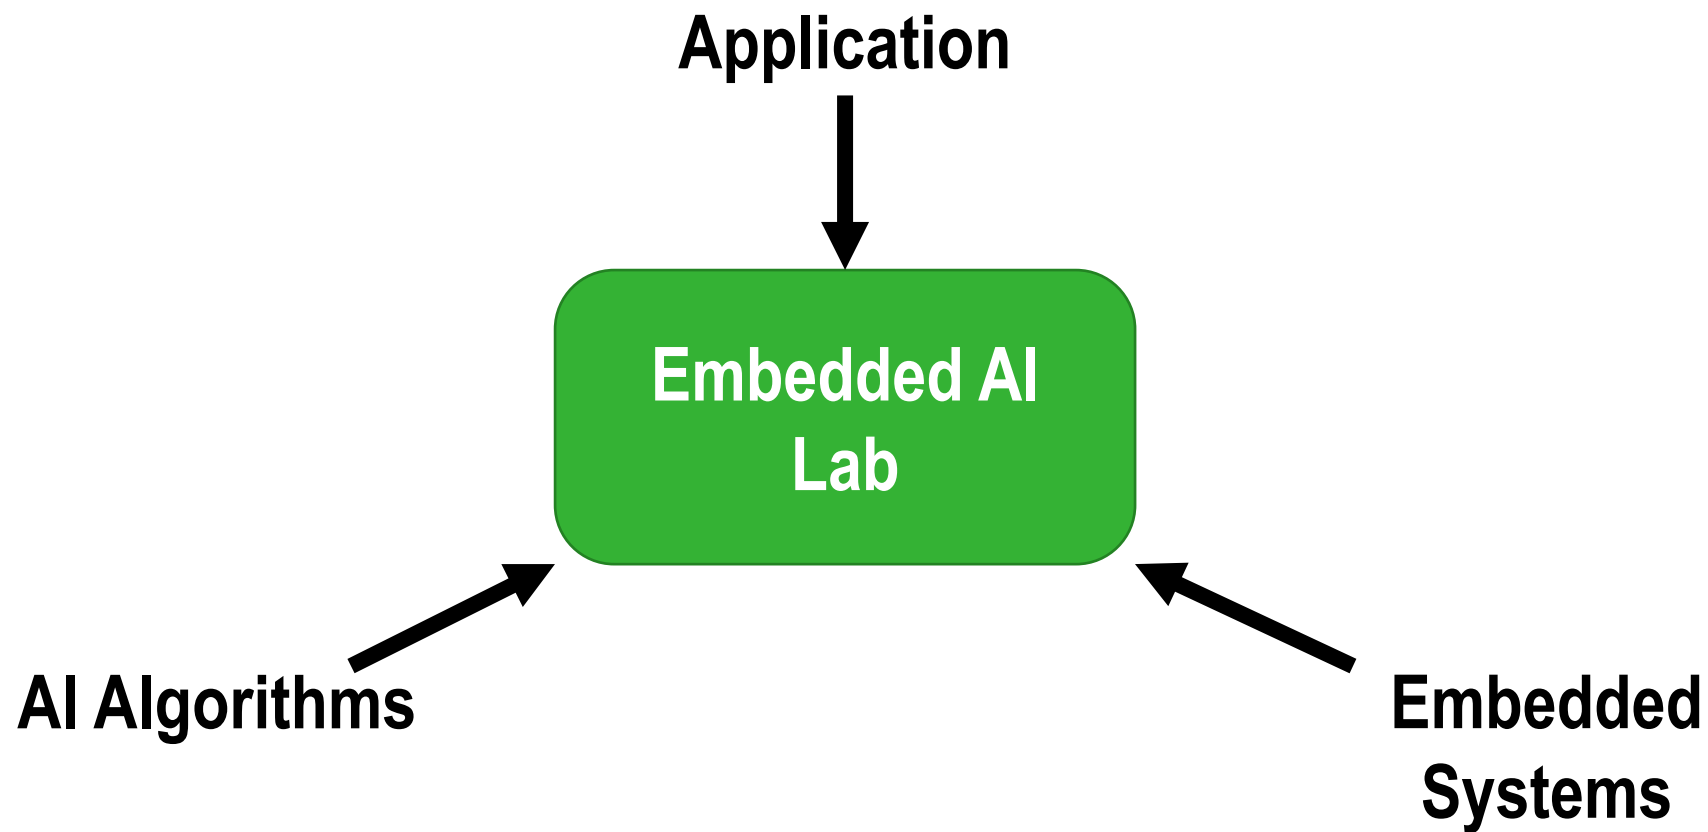 Application
Embedded AI
Lab
AI Algorithms
Embedded
Systems